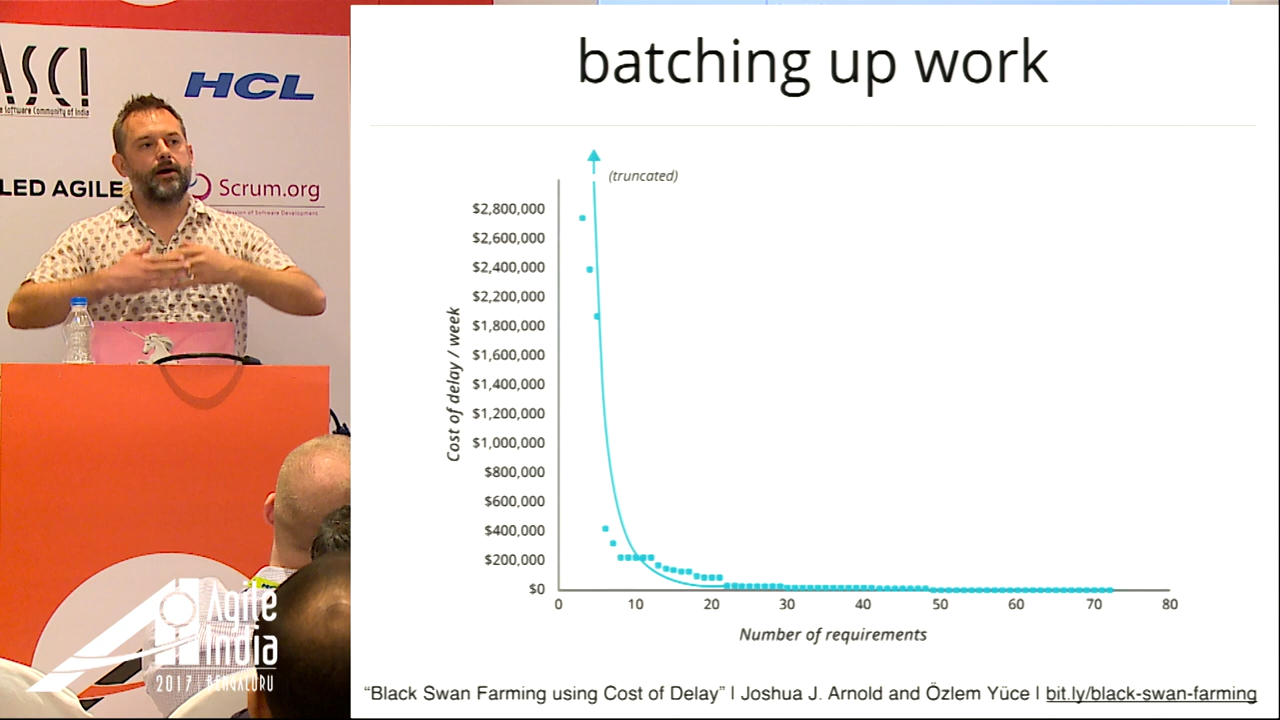 ASCI
Software Community of India
HCL
LED AGILE
Scrum.org
Agile
India
2017 | BENGALURU
batching up work
(truncated)
Cost of delay / week
$2,800,000
$2,600,000
$2,400,000
$2,200,000
$1,800,000
$1,600,000
$1,400,000
$1,200,000
$1,000,000
$800,000
$600,000
$400,000
$200,000
$0
0 10 20 30 40 50 60 70 80
Number of requirements
“Black Swan Farming using Cost of Delay” | Joshua J. Arnold and Özlem Yüce | bit.ly/black-swan-farming